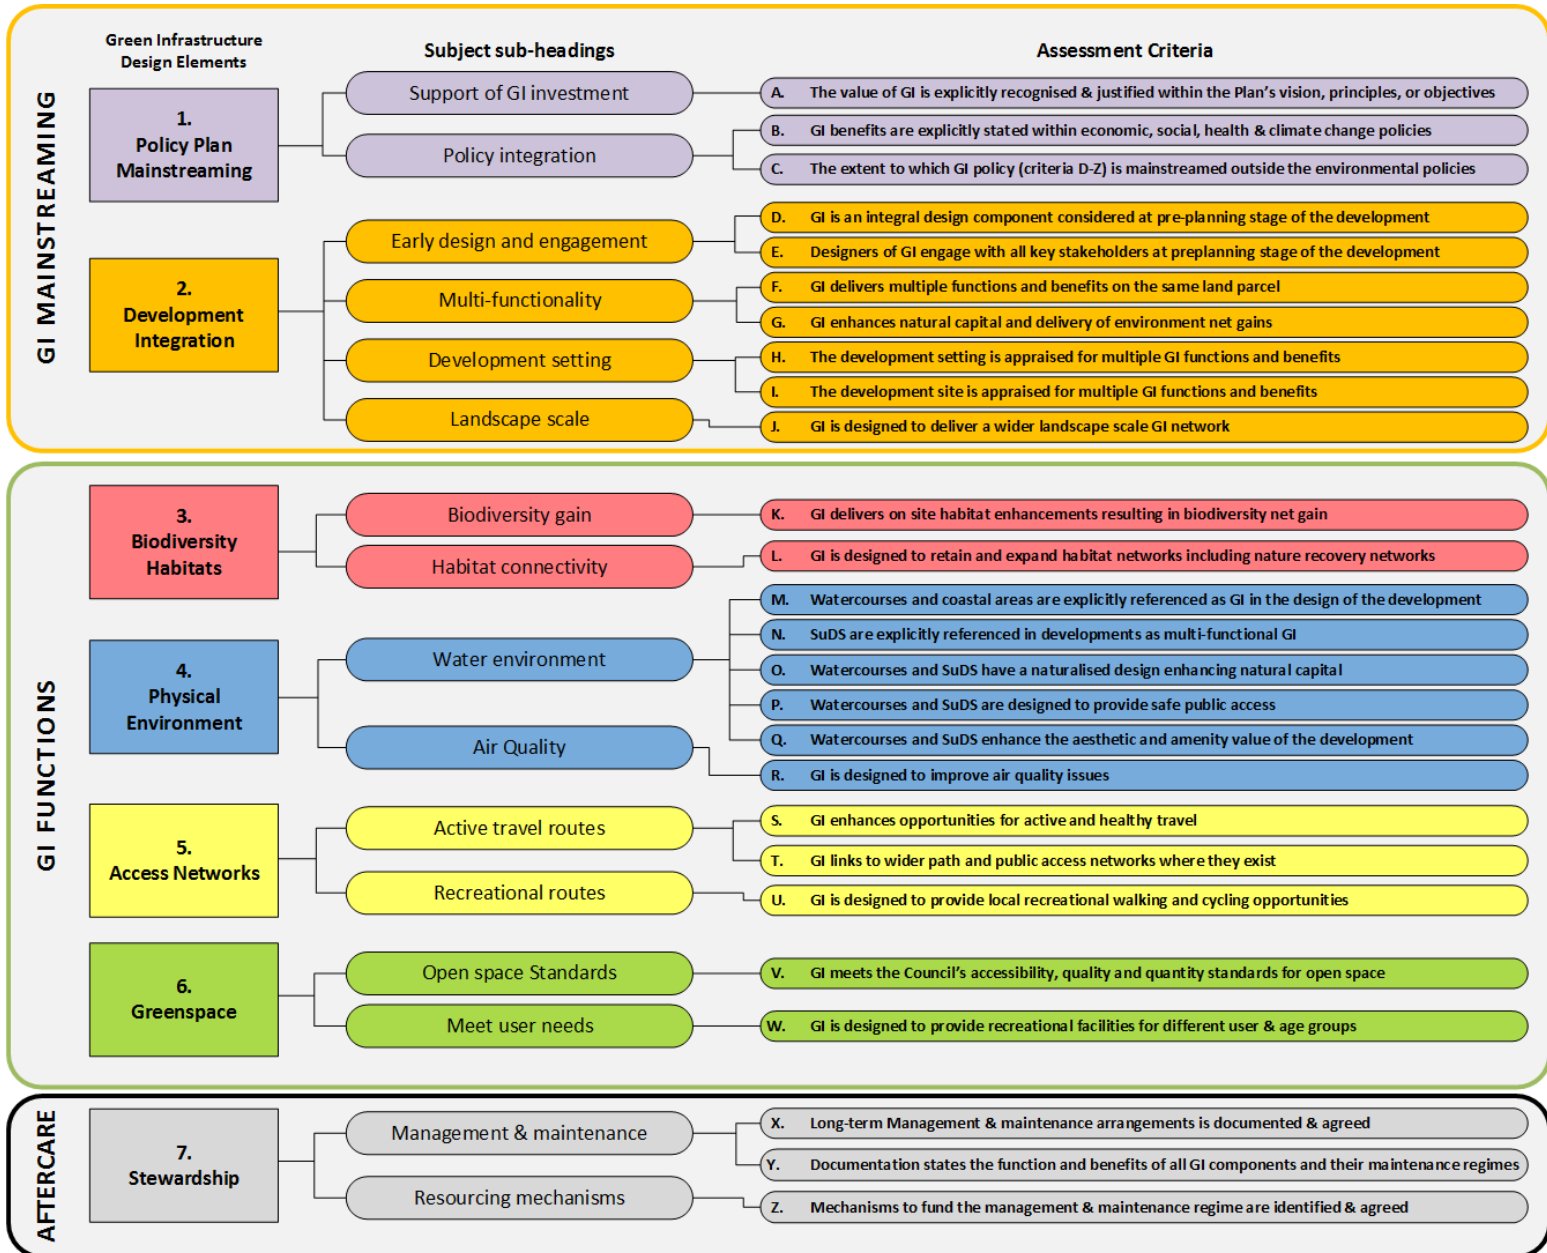 GI MAINSTREAMING
Green Infrastructure
Design Elements
Subject sub-headings
Assessment Criteria
1.
Policy Plan
Mainstreaming
Support of GI investment
A. The value of GI is explicitly recognised & justified within the Plan's vision, principles, or objectives
Policy integration
B. GI benefits are explicitly stated within economic, social, health & climate change policies
C. The extent to which GI policy (criteria D-Z) is mainstreamed outside the environmental policies
2.
Development
Integration
Early design and engagement
D. GI is an integral design component considered at pre-planning stage of the development
E. Designers of GI engage with all key stakeholders at preplanning stage of the development
Multi-functionality
F. GI delivers multiple functions and benefits on the same land parcel
G. GI enhances natural capital and delivery of environment net gains
Development setting
H. The development setting is appraised for multiple GI functions and benefits
I. The development site is appraised for multiple GI functions and benefits
Landscape scale
J. GI is designed to deliver a wider landscape scale GI network
GI FUNCTIONS
3.
Biodiversity
Habitats
Biodiversity gain
K. GI delivers on site habitat enhancements resulting in biodiversity net gain
Habitat connectivity
L. GI is designed to retain and expand habitat networks including nature recovery networks
4.
Physical
Environment
Water environment
M. Watercourses and coastal areas are explicitly referenced as GI in the design of the development
N. SuDS are explicitly referenced in developments as multi-functional GI
O. Watercourses and SuDS have a naturalised design enhancing natural capital
P. Watercourses and SuDS are designed to provide safe public access
Q. Watercourses and SuDS enhance the aesthetic and amenity value of the development
Air Quality
R. GI is designed to improve air quality issues
5.
Access Networks
Active travel routes
S. GI enhances opportunities for active and healthy travel
T. GI links to wider path and public access networks where they exist
Recreational routes
U. GI is designed to provide local recreational walking and cycling opportunities
6.
Greenspace
Open space Standards
V. GI meets the Council's accessibility, quality and quantity standards for open space
Meet user needs
W. GI is designed to provide recreational facilities for different user & age groups
AFTERCARE
7.
Stewardship
Management & maintenance
X. Long-term Management & maintenance arrangements is documented & agreed
Y. Documentation states the function and benefits of all GI components and their maintenance regimes
Resourcing mechanisms
Z. Mechanisms to fund the management & maintenance regime are identified & agreed